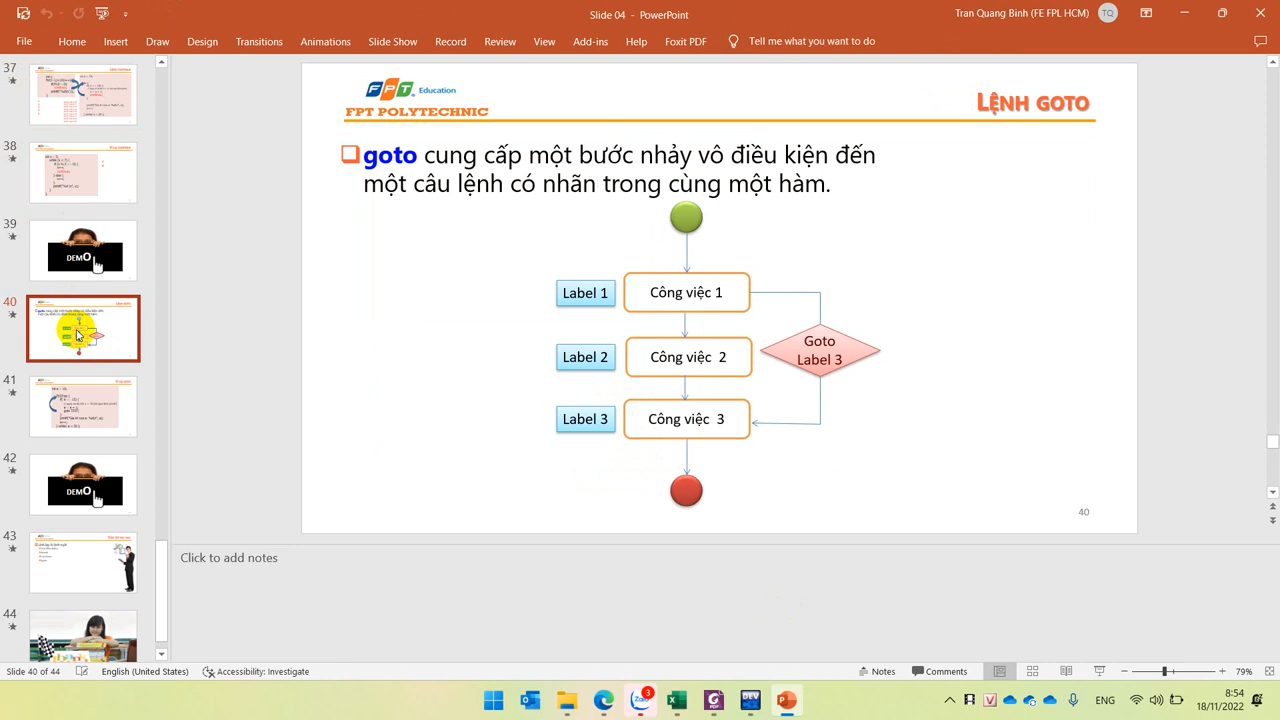 Slide 04 - PowerPoint
Tran Quang Binh (FE FPL HCM)
TQ
File Home Insert Draw Design Transitions Animations Slide Show Record Review View Add-ins Help Foxit PDF Tell me what you want to do
37
38
39
DEMO
40
41
42
DEMO
43
44
FPT Education
FPT POLYTECHNIC
LỆNH GOTO
goto cung cấp một bước nhảy vô điều kiện đến
một câu lệnh có nhãn trong cùng một hàm.
Label 1
Công việc 1
Label 2
Công việc 2
Goto
Label 3
Label 3
Công việc 3
40
Click to add notes
Slide 40 of 44
English (United States)
Accessibility: Investigate
Notes
Comments
79%
Zalo
3
DEV
ENG
8:54
18/11/2022